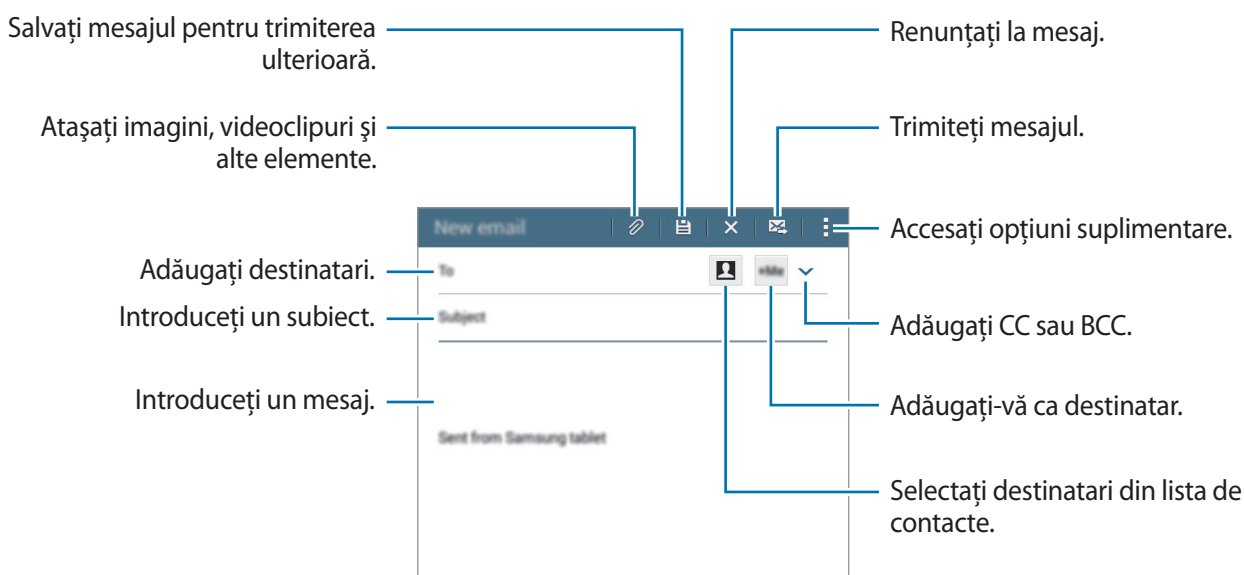 Salvați mesajul pentru trimiterea
ulterioară.
Ataşați imagini, videoclipuri şi
alte elemente.
Adăugați destinatari.
Introduceți un subiect.
Introduceți un mesaj.
Renunțați la mesaj.
Trimiteți mesajul.
Accesați opțiuni suplimentare.
Adăugați CC sau BCC.
Adăugați-vă ca destinatar.
Selectați destinatari din lista de
contacte.
New email
To
+Me
Subject
Sent from Samsung tablet